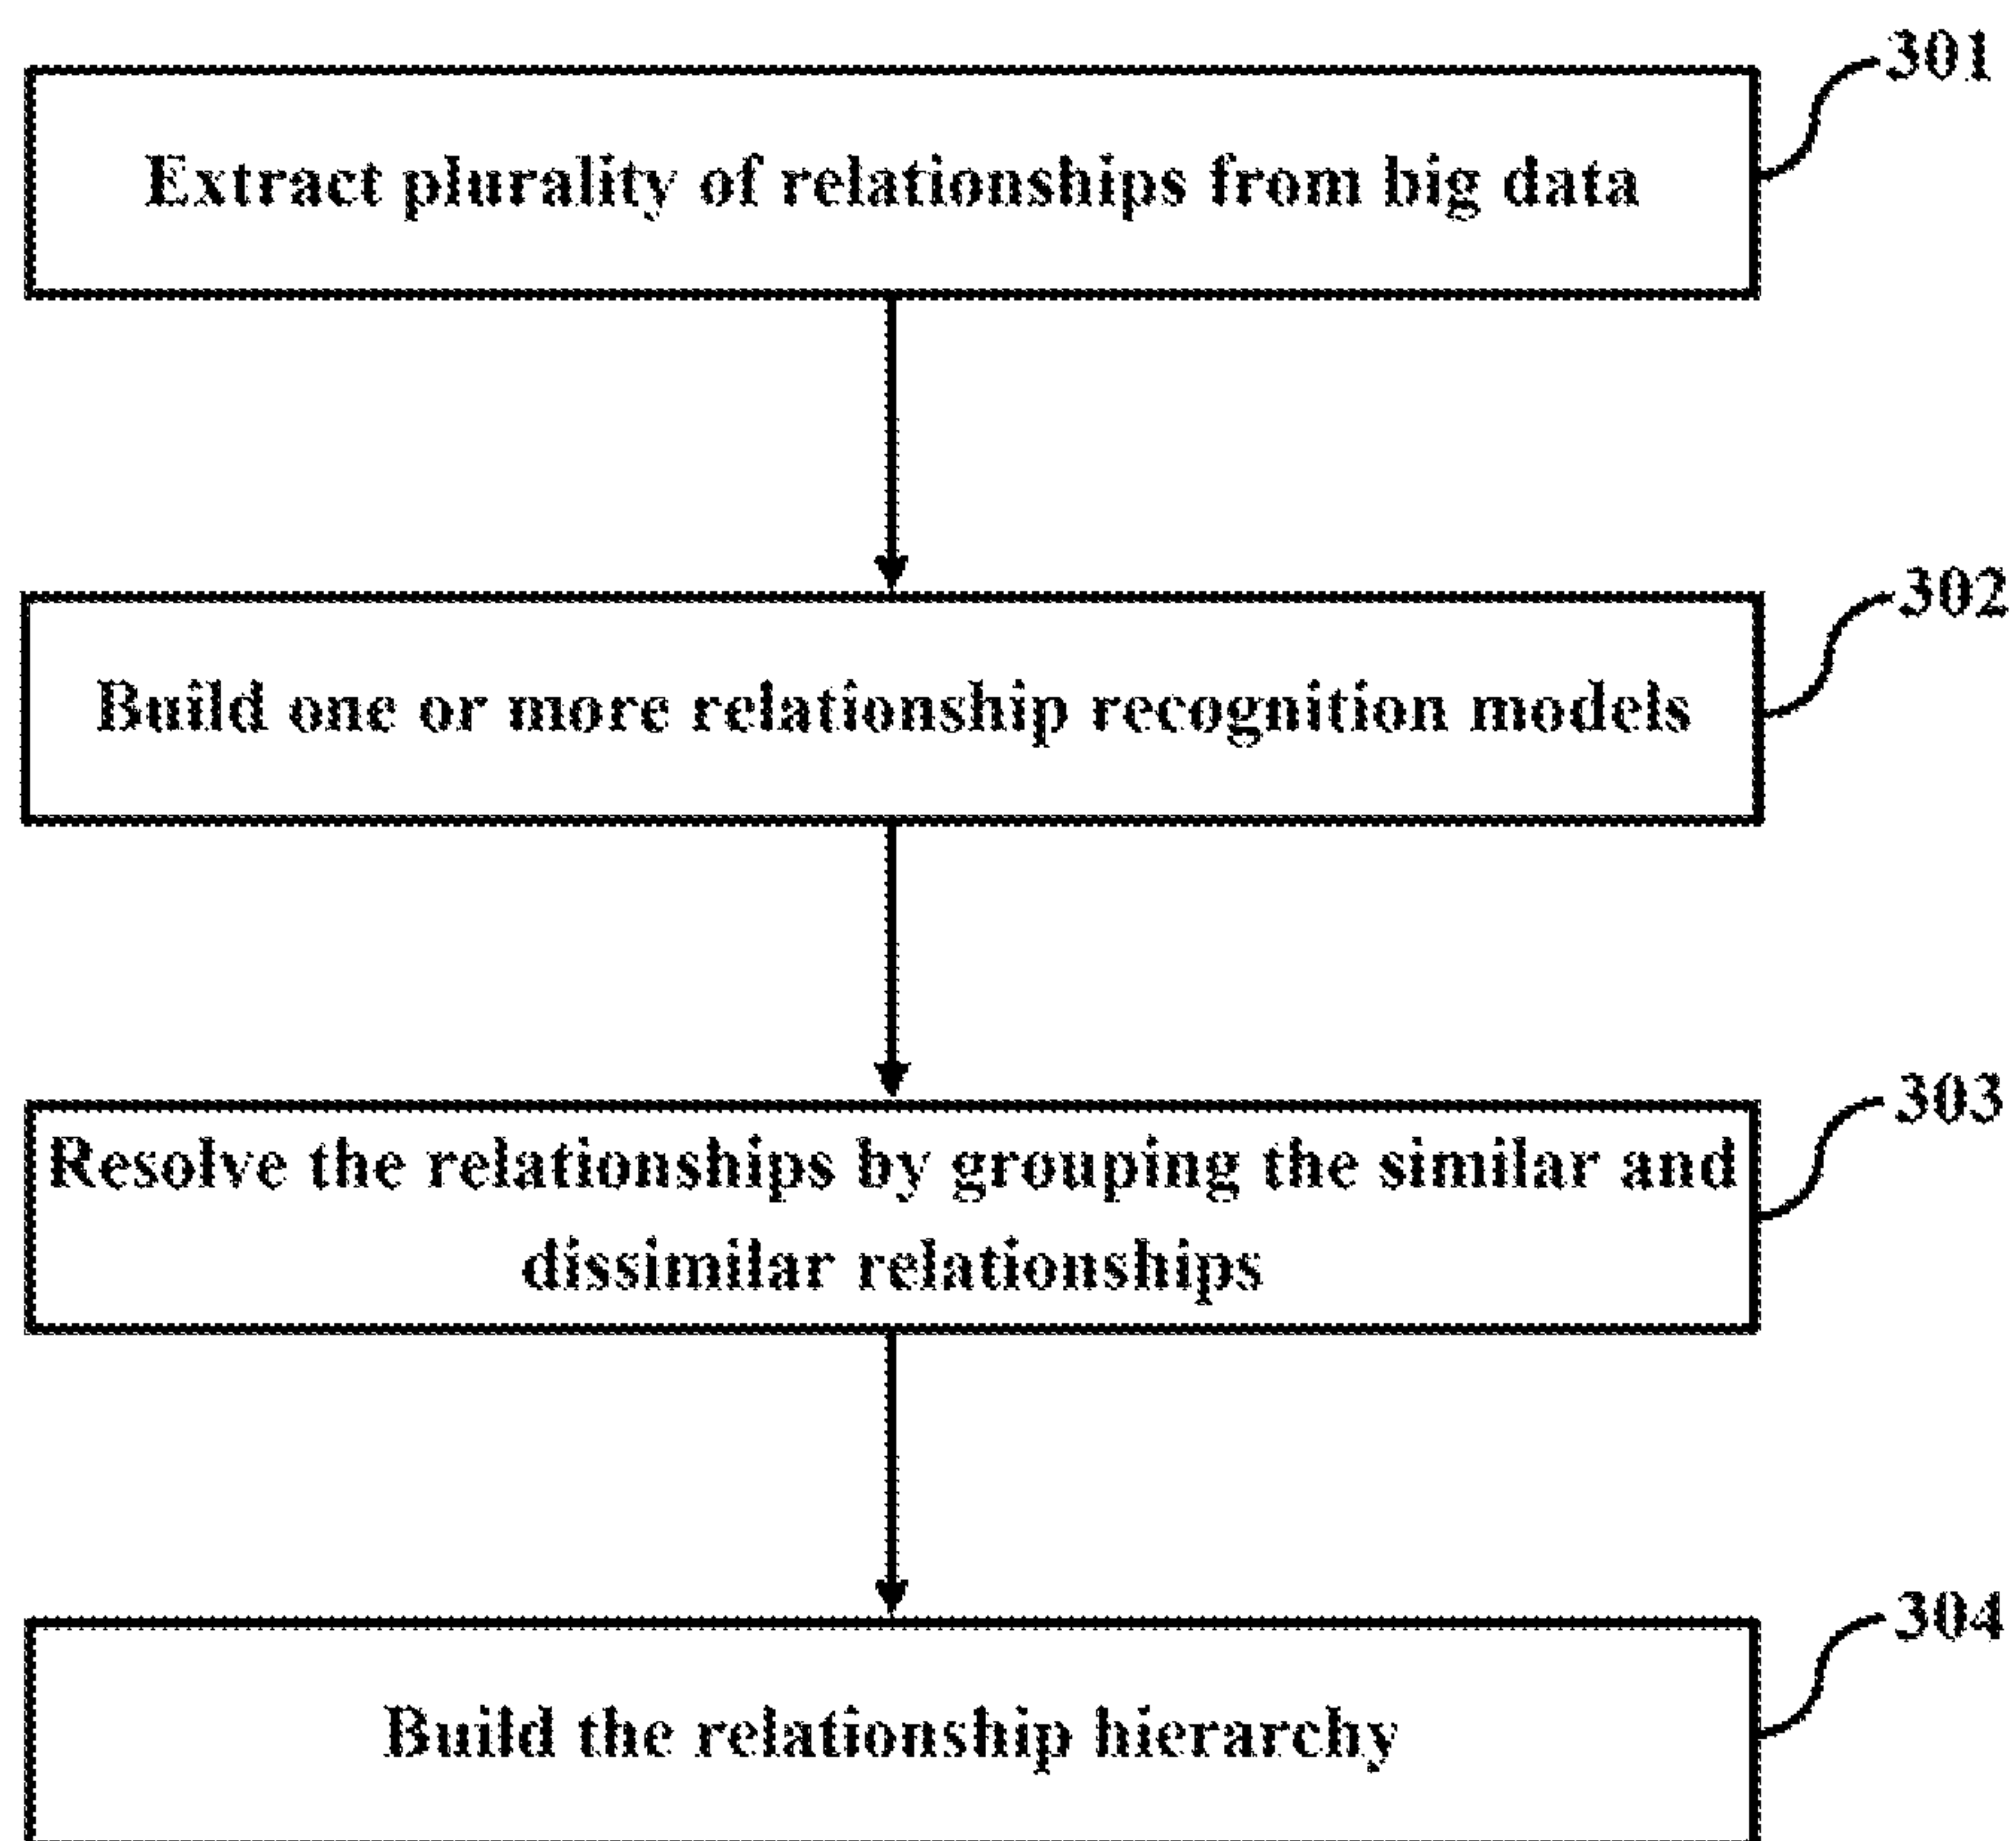 301
Extract plurality of relationships from big data
302
Build one or more relationship recognition models
303
Resolve the relationships by grouping the similar and
dissimilar relationships
304
Build the relationship hierarchy